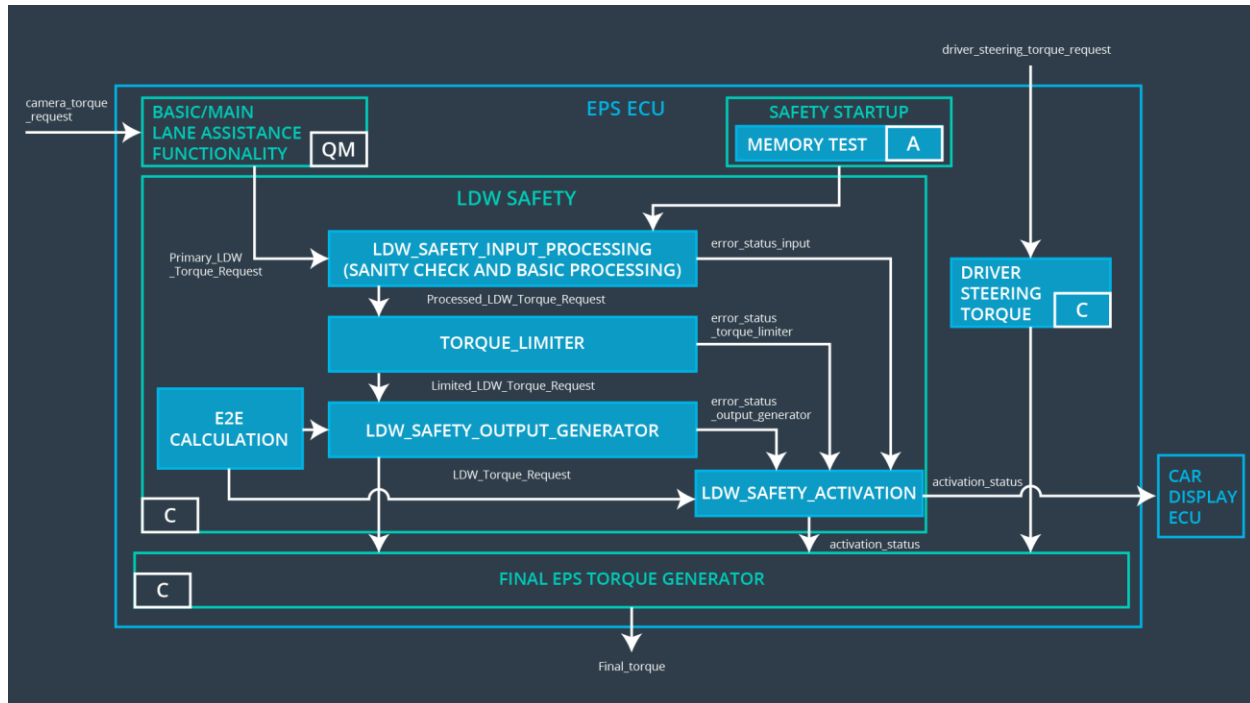 driver_steering_torque_request
camera_torque
_request
EPS ECU
BASIC/MAIN
LANE ASSISTANCE
FUNCTIONALITY
QM
SAFETY STARTUP
MEMORY TEST
A
LDW SAFETY
Primary_LDW
_Torque_Request
LDW_SAFETY_INPUT_PROCESSING
(SANITY CHECK AND BASIC PROCESSING)
error_status_input
DRIVER
STEERING
TORQUE
C
Processed_LDW_Torque_Request
TORQUE_LIMITER
error_status
_torque_limiter
Limited_LDW_Torque_Request
E2E
CALCULATION
LDW_SAFETY_OUTPUT_GENERATOR
error_status
_output_generator
LDW_Torque_Request
LDW_SAFETY_ACTIVATION
activation_status
CAR
DISPLAY
ECU
C
activation_status
FINAL EPS TORQUE GENERATOR
C
Final_torque